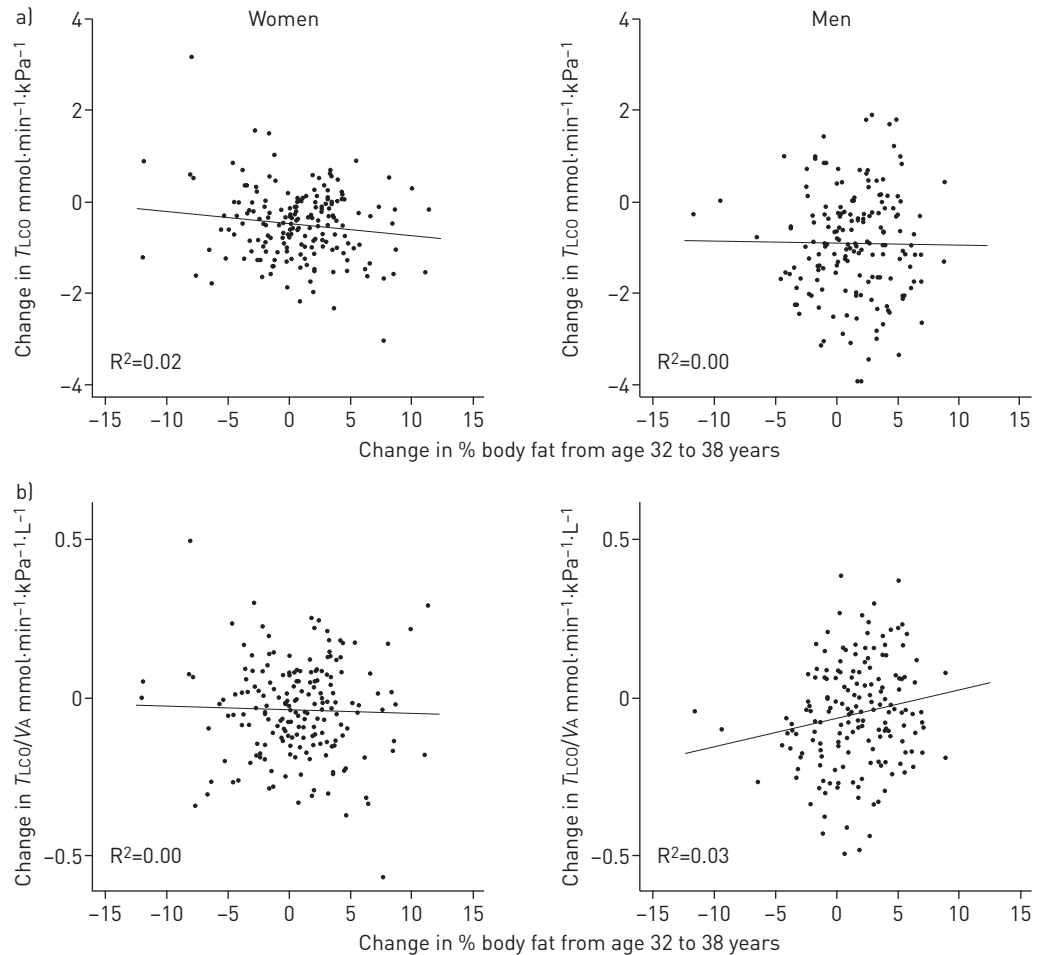 a)
Women
Men
Change in TLCO mmol·min⁻¹·kPa⁻¹
4
2
0
−2
−4
R²=0.02
−15 −10 −5 0 5 10 15
Change in TLCO mmol·min⁻¹·kPa⁻¹
4
2
0
−2
−4
R²=0.00
−15 −10 −5 0 5 10 15
Change in % body fat from age 32 to 38 years
b)
Change in TLCO/VA mmol·min⁻¹·kPa⁻¹·L⁻¹
0.5
0
−0.5
R²=0.00
−15 −10 −5 0 5 10 15
Change in TLCO/VA mmol·min⁻¹·kPa⁻¹·L⁻¹
0.5
0
−0.5
R²=0.03
−15 −10 −5 0 5 10 15
Change in % body fat from age 32 to 38 years